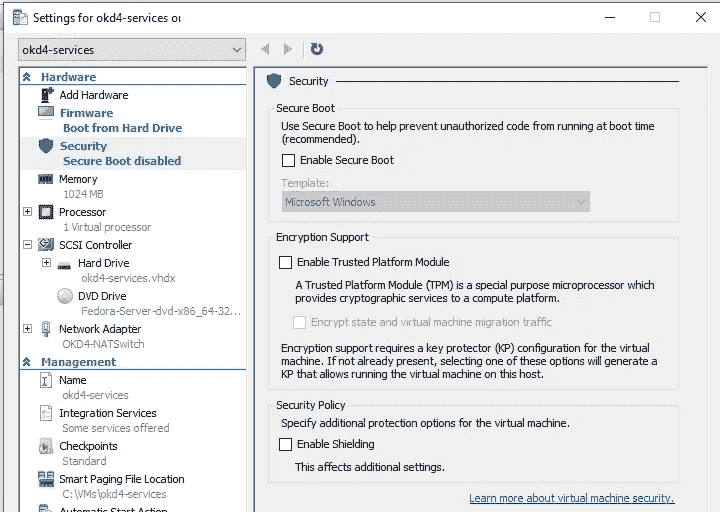 Settings for okd4-services on
okd4-services
Hardware
Add Hardware
Firmware
Boot from Hard Drive
Security
Secure Boot disabled
Memory
1024 MB
Processor
1 Virtual processor
SCSI Controller
Hard Drive
okd4-services.vhdx
DVD Drive
Fedora-Server-dvd-x86_64-32...
Network Adapter
OKD4-NATSwitch
Management
Name
okd4-services
Integration Services
Some services offered
Checkpoints
Standard
Smart Paging File Location
C:\VMs\okd4-services
Automatic Start Action
Security
Secure Boot
Use Secure Boot to help prevent unauthorized code from running at boot time
(recommended).
Enable Secure Boot
Template:
Microsoft Windows
Encryption Support
Enable Trusted Platform Module
A Trusted Platform Module (TPM) is a special purpose microprocessor which
provides cryptographic services to a compute platform.
Encrypt state and virtual machine migration traffic
Encryption support requires a key protector (KP) configuration for the virtual
machine. If not already present, selecting one of these options will generate a
KP that allows running the virtual machine on this host.
Security Policy
Specify additional protection options for the virtual machine.
Enable Shielding
This affects additional settings.
Learn more about virtual machine security.